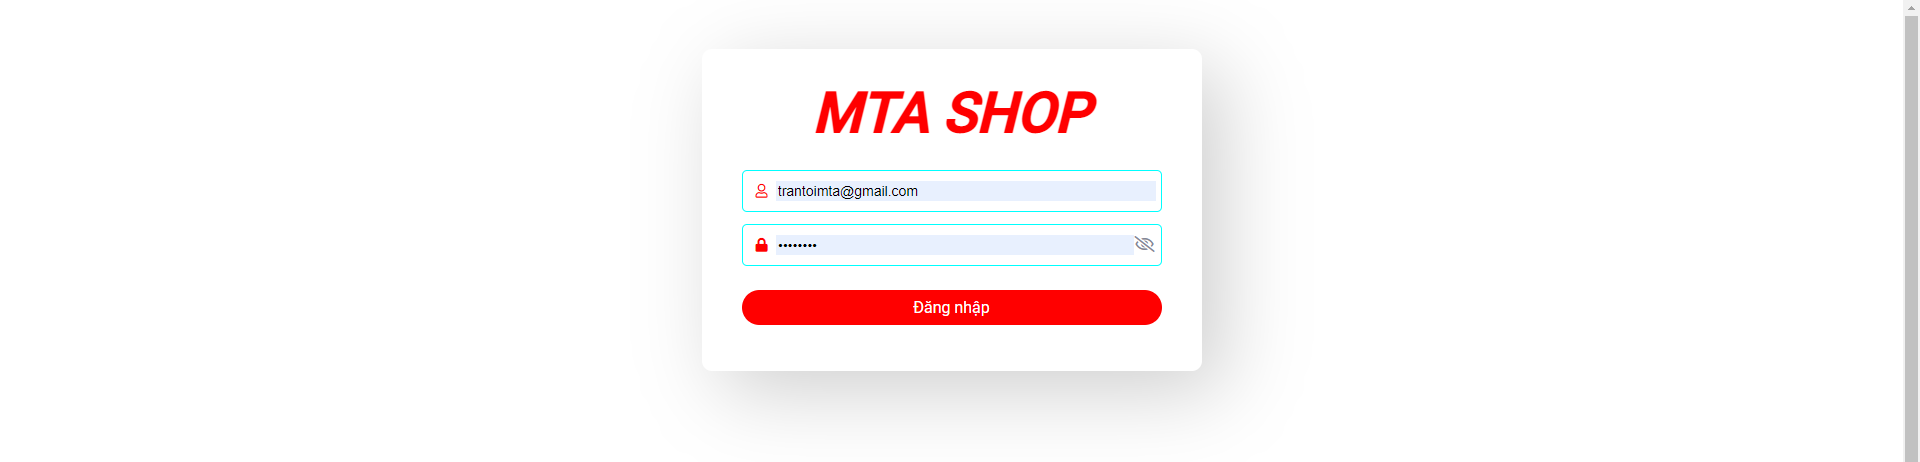 MTA SHOP
trantoimta@gmail.com
••••••••
Đăng nhập